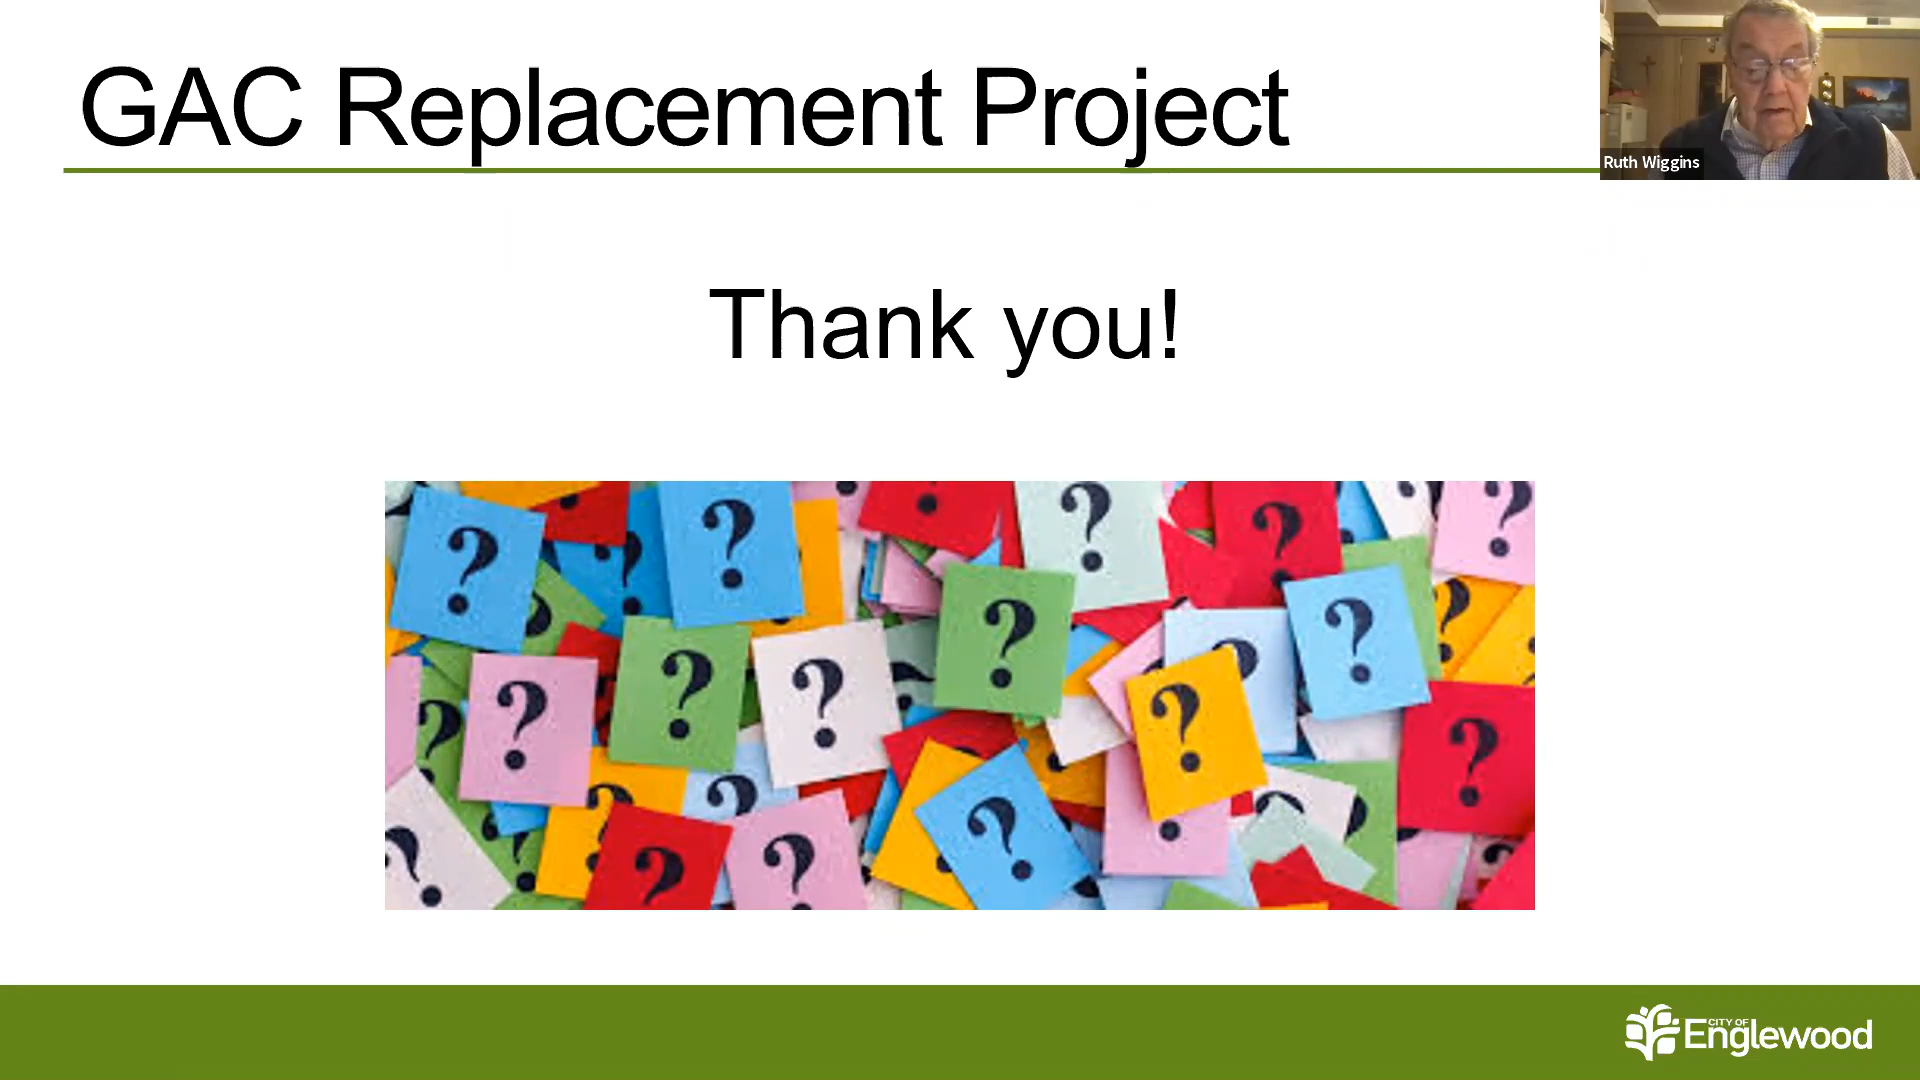 GAC Replacement Project
Ruth Wiggins
Thank you!
? ? ? ? ? ? ? ? ? ? ? ? ? ? ? ? ? ?
CITY OF
Englewood